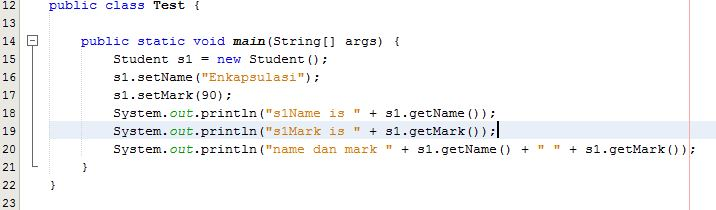 12 public class Test {
13
14 public static void main(String[] args) {
15 Student s1 = new Student();
16 s1.setName("Enkapsulasi");
17 s1.setMark(90);
18 System.out.println("s1Name is " + s1.getName());
19 System.out.println("s1Mark is " + s1.getMark());
20 System.out.println("name dan mark " + s1.getName() + " " + s1.getMark());
21 }
22 }
23